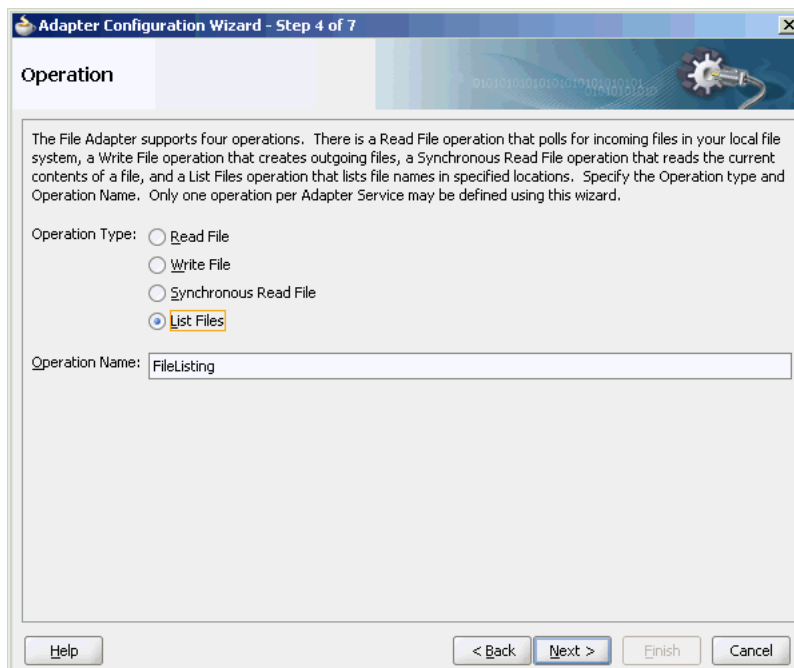 Adapter Configuration Wizard - Step 4 of 7
Operation
The File Adapter supports four operations. There is a Read File operation that polls for incoming files in your local file
system, a Write File operation that creates outgoing files, a Synchronous Read File operation that reads the current
contents of a file, and a List Files operation that lists file names in specified locations. Specify the Operation type and
Operation Name. Only one operation per Adapter Service may be defined using this wizard.
Operation Type: Read File
Write File
Synchronous Read File
List Files
Operation Name: FileListing
Help < Back Next > Finish Cancel